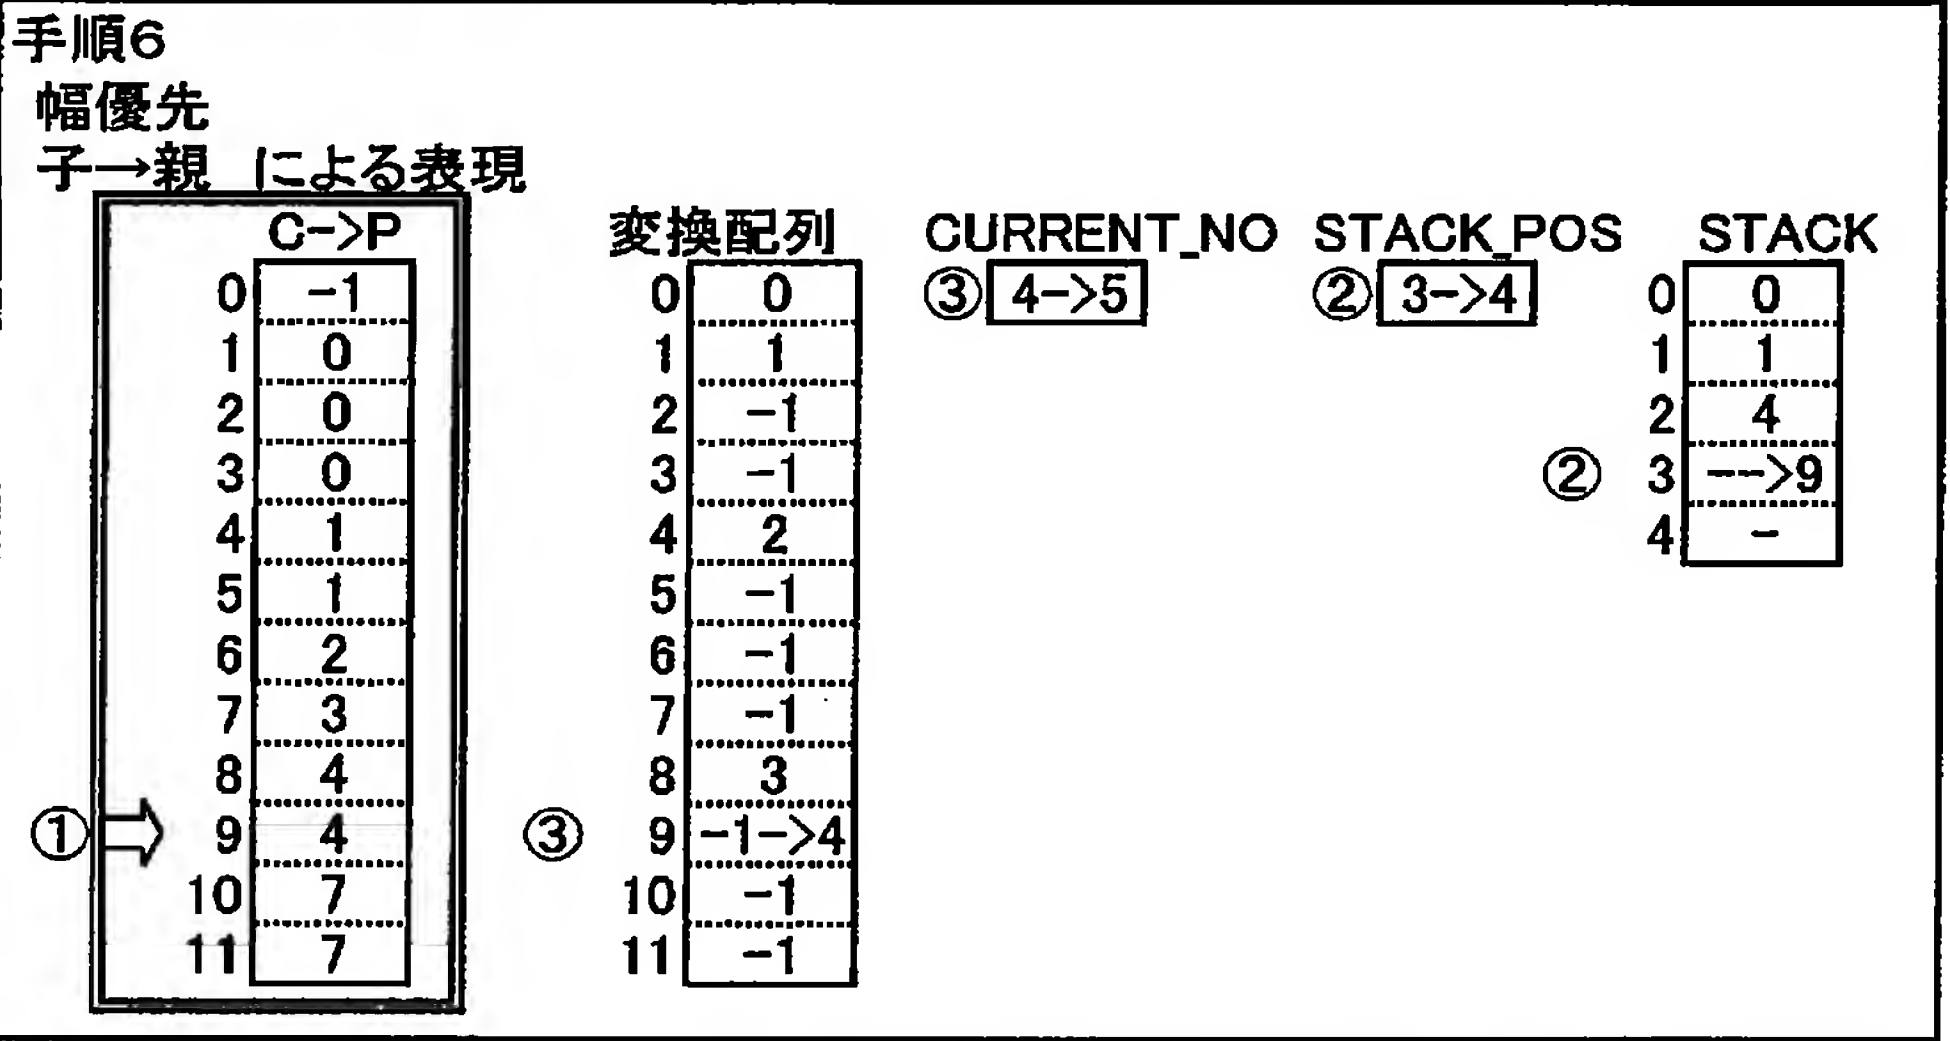 手順6
幅優先
子→親 による表現
C->P 変換配列 CURRENT_NO STACK_POS STACK
0 -1 0 0 ③ 4->5 ② 3->4 0 0
1 0 1 1 1 1
2 0 2 -1 2 4
3 0 3 -1 ② 3 -->9
4 1 4 2 4 -
5 1 5 -1
6 2 6 -1
7 3 7 -1
8 4 8 3
① 9 4 ③ 9 -1->4
10 7 10 -1
11 7 11 -1